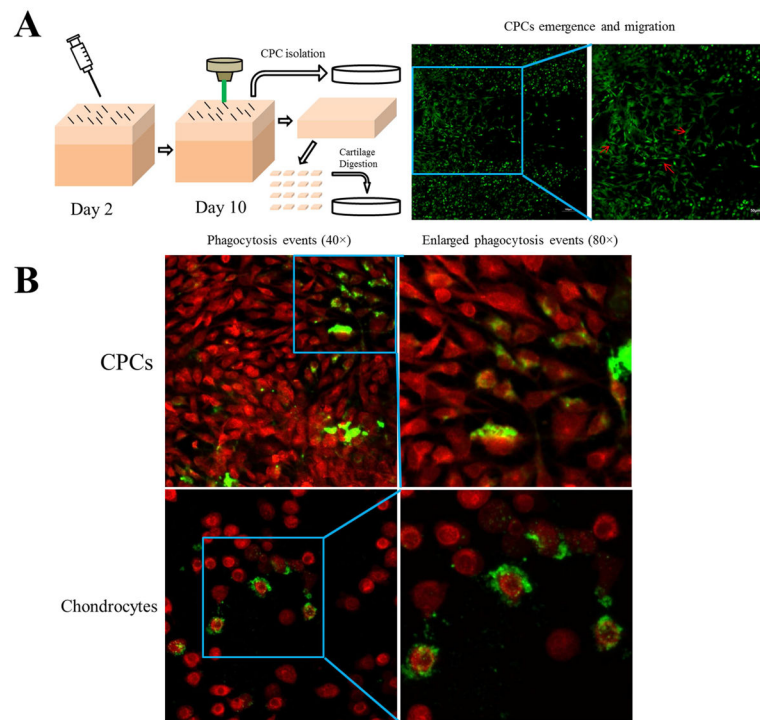 A
CPCs emergence and migration
CPC isolation
Cartilage
Digestion
Day 2
Day 10
Phagocytosis events (40×)
Enlarged phagocytosis events (80×)
B
CPCs
Chondrocytes